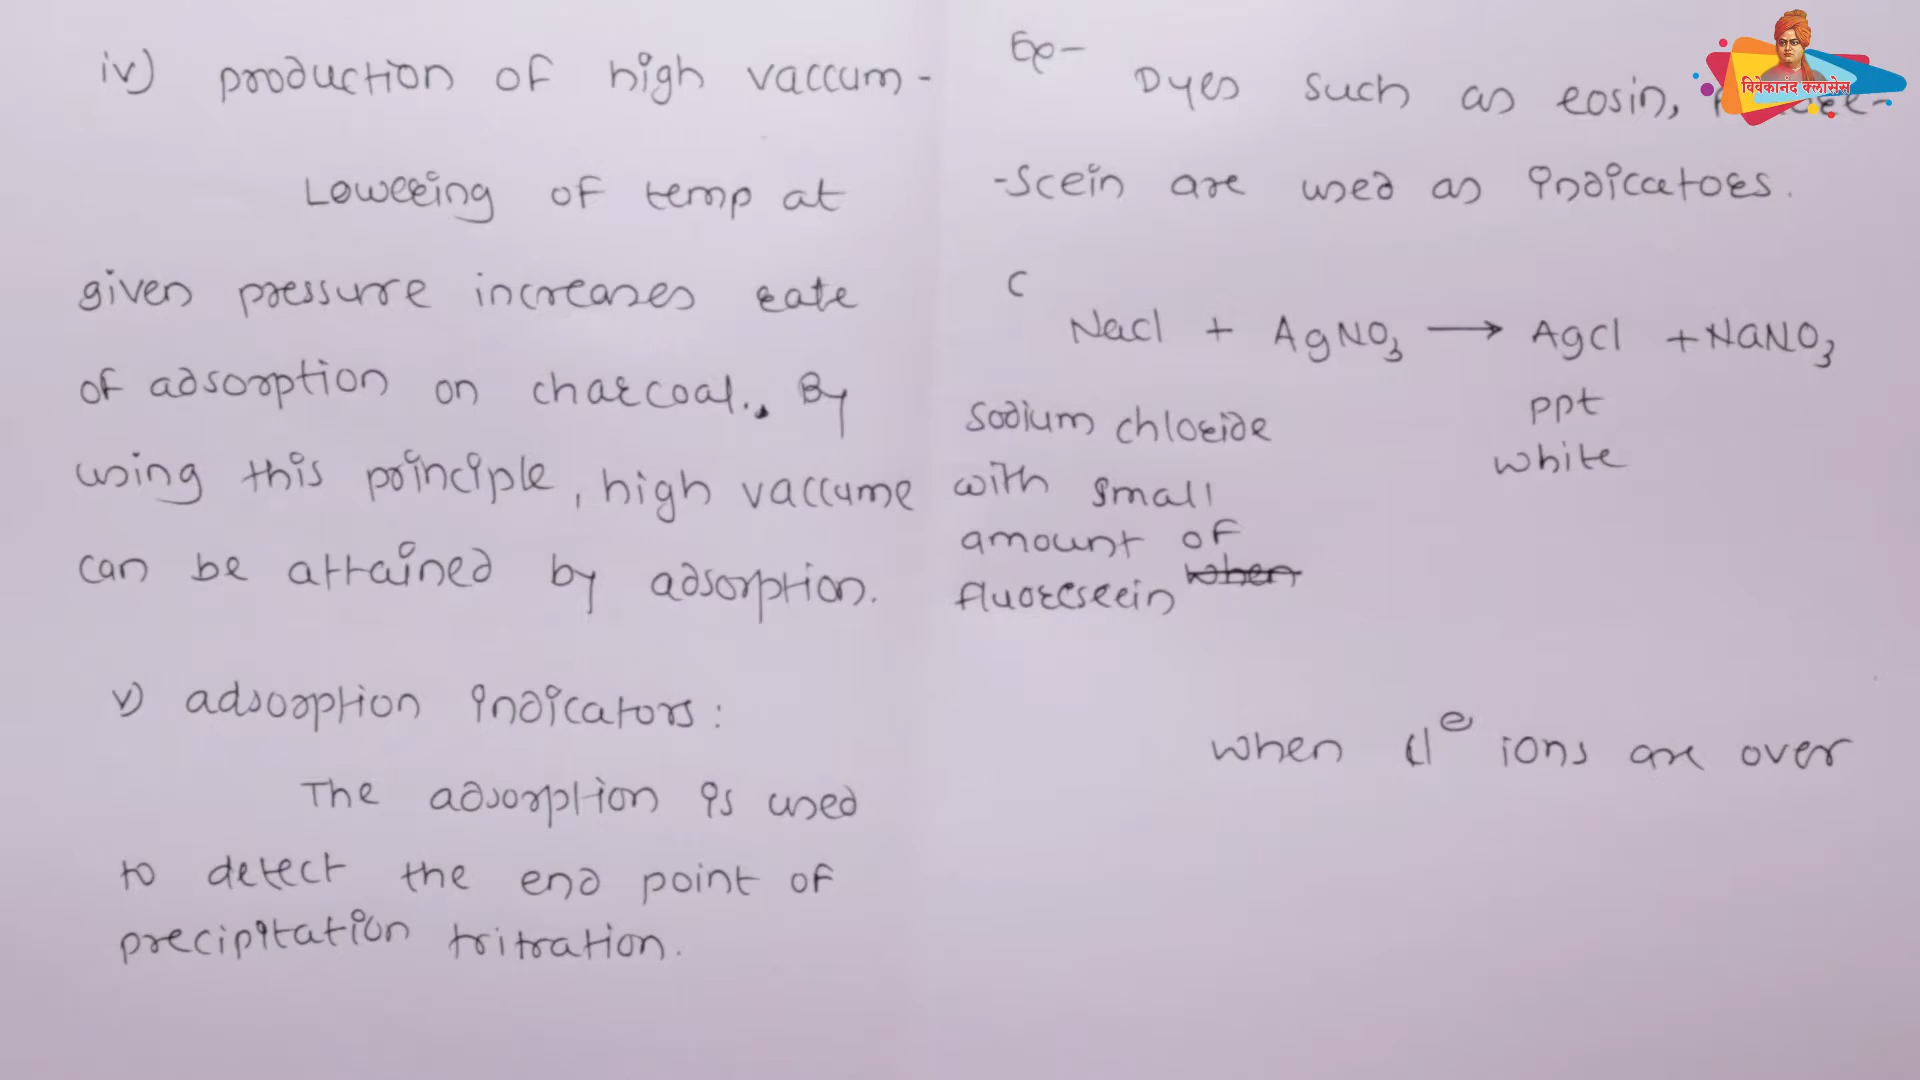 iv) production of high vaccum -
Lowering of temp at
given pressure increases rate
of adsorption on charcoal. By
using this principle, high vaccume
can be attained by adsorption.
v) adsorption indicators:
The adsorption is used
to detect the end point of
precipitation tritration.
Ex-
Dyes such as eosin,
-scein are used as indicators.
C
Nacl + AgNO3 → Agcl + NaNO3
ppt
white
sodium chloride
with small
amount of
fluorescein when
when Cl⊖ ions are over
विवेकानंद क्लासेस